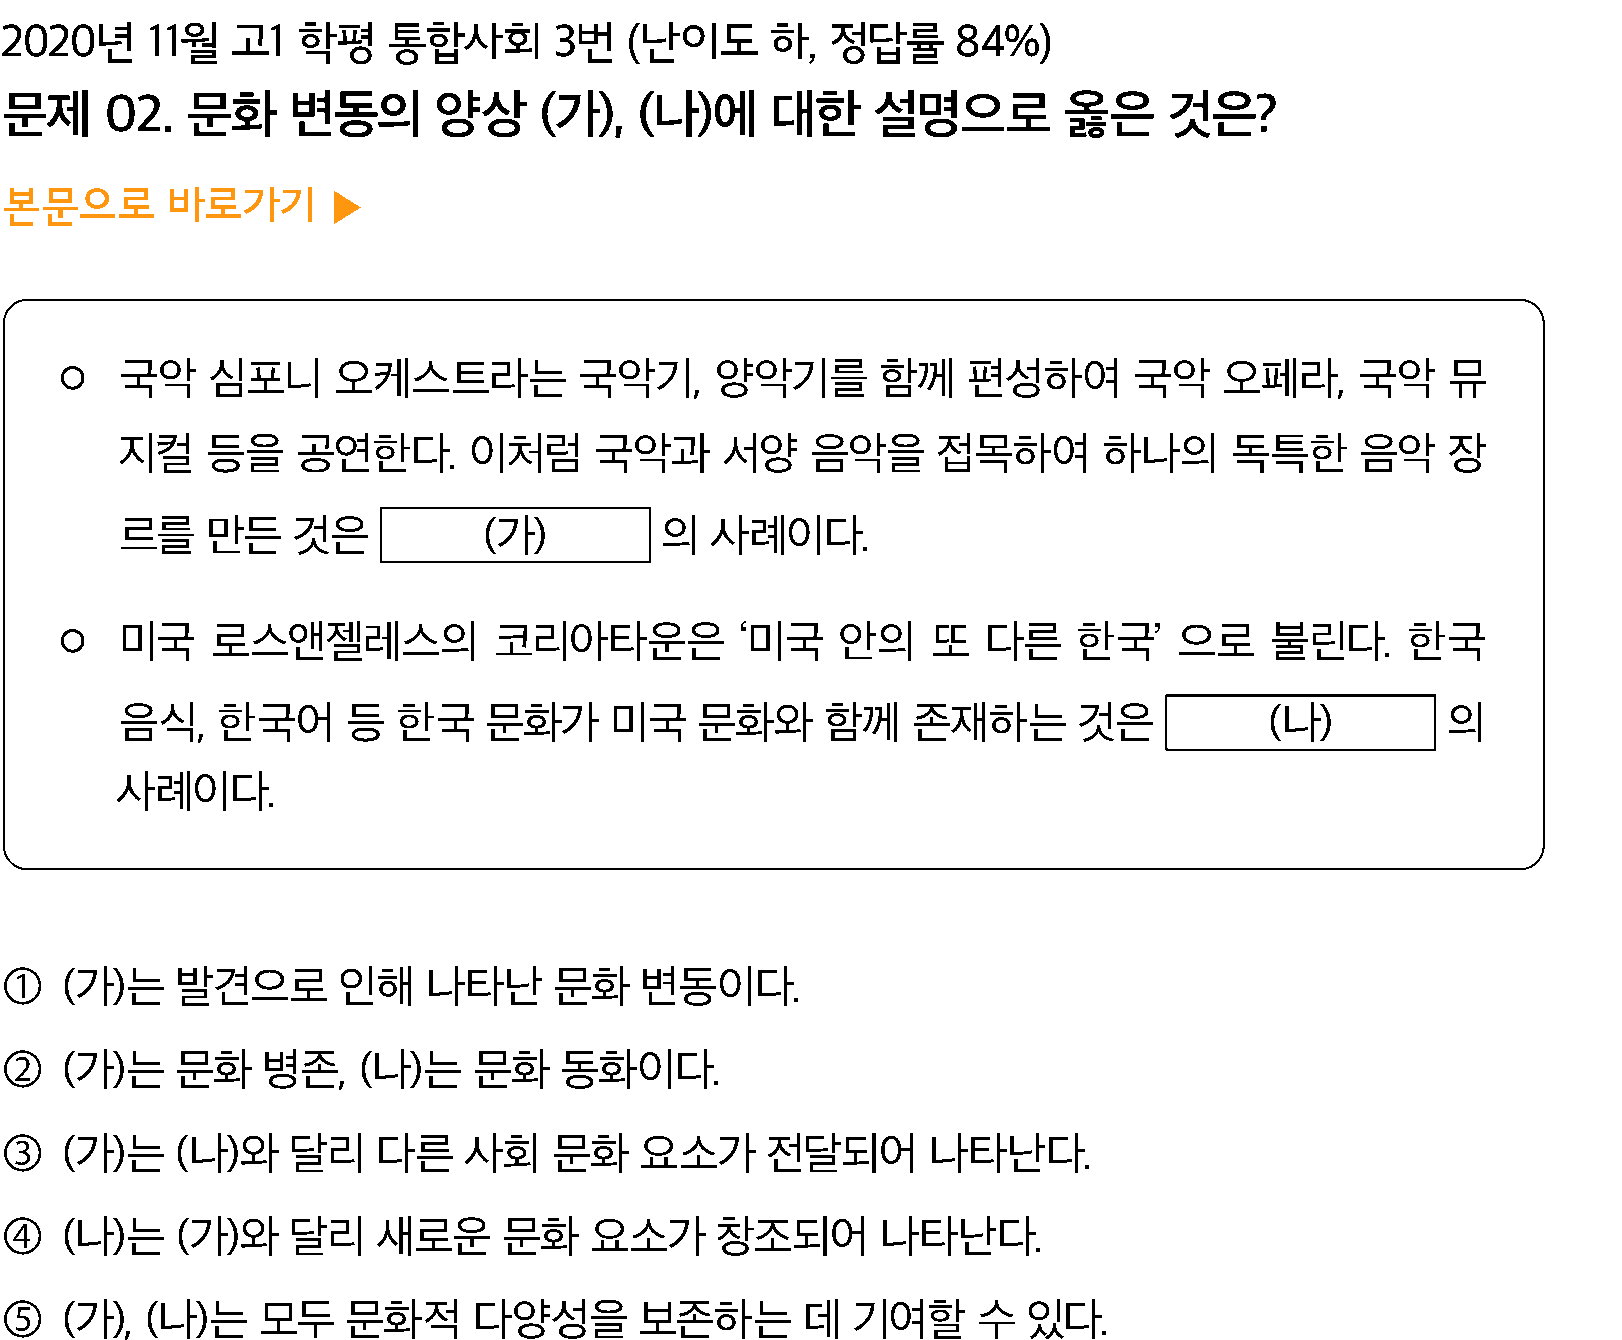 2020년 11월 고1 학평 통합사회 3번 (난이도 하, 정답률 84%)
문제 02. 문화 변동의 양상 (가), (나)에 대한 설명으로 옳은 것은?
본문으로 바로가기 ▶
○ 국악 심포니 오케스트라는 국악기, 양악기를 함께 편성하여 국악 오페라, 국악 뮤
지컬 등을 공연한다. 이처럼 국악과 서양 음악을 접목하여 하나의 독특한 음악 장
르를 만든 것은 (가) 의 사례이다.
○ 미국 로스앤젤레스의 코리아타운은 ‘미국 안의 또 다른 한국’ 으로 불린다. 한국
음식, 한국어 등 한국 문화가 미국 문화와 함께 존재하는 것은 (나) 의
사례이다.
① (가)는 발견으로 인해 나타난 문화 변동이다.
② (가)는 문화 병존, (나)는 문화 동화이다.
③ (가)는 (나)와 달리 다른 사회 문화 요소가 전달되어 나타난다.
④ (나)는 (가)와 달리 새로운 문화 요소가 창조되어 나타난다.
⑤ (가), (나)는 모두 문화적 다양성을 보존하는 데 기여할 수 있다.